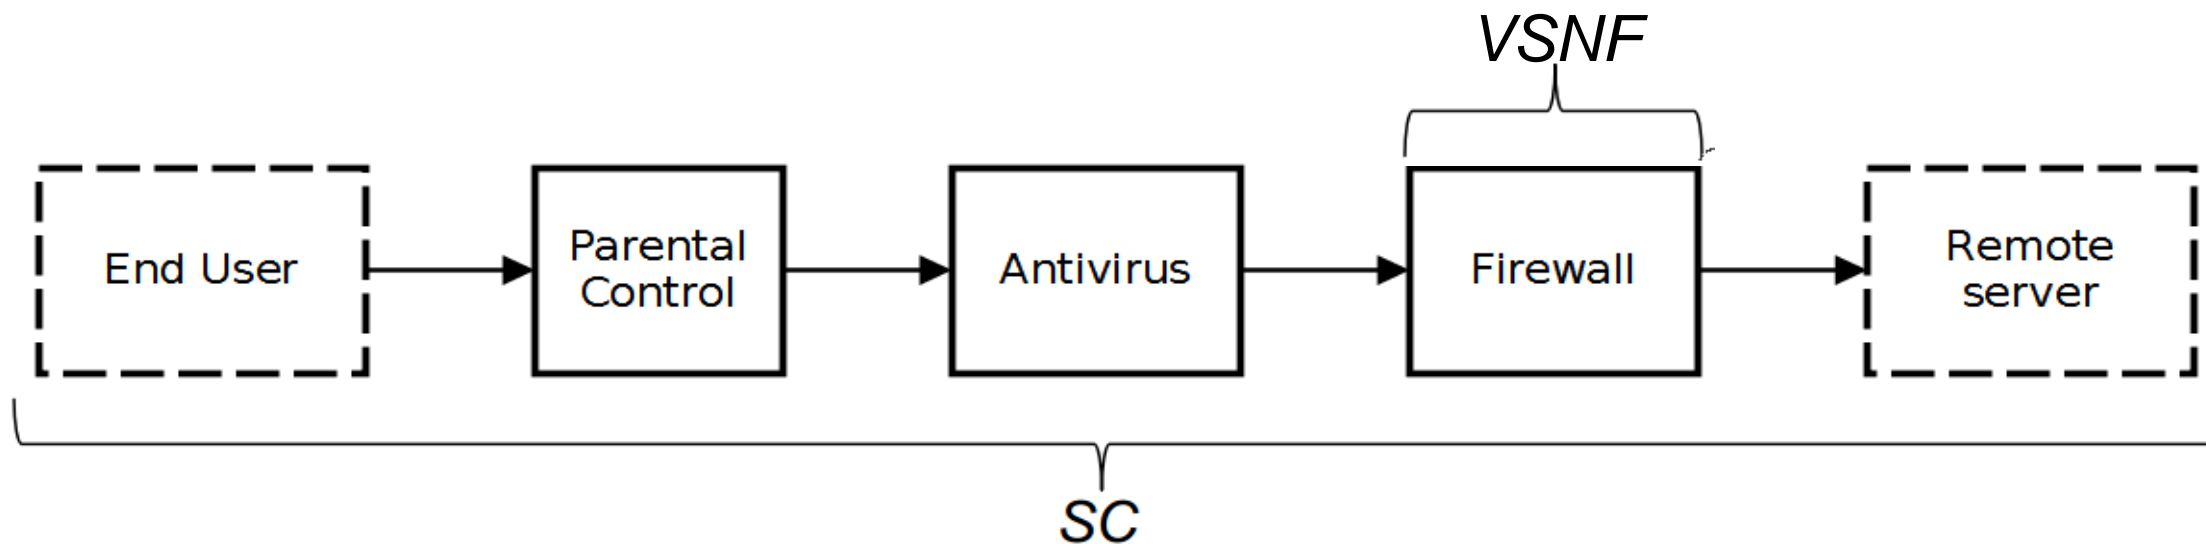 VSNF
End User
Parental
Control
Antivirus
Firewall
Remote
server
SC